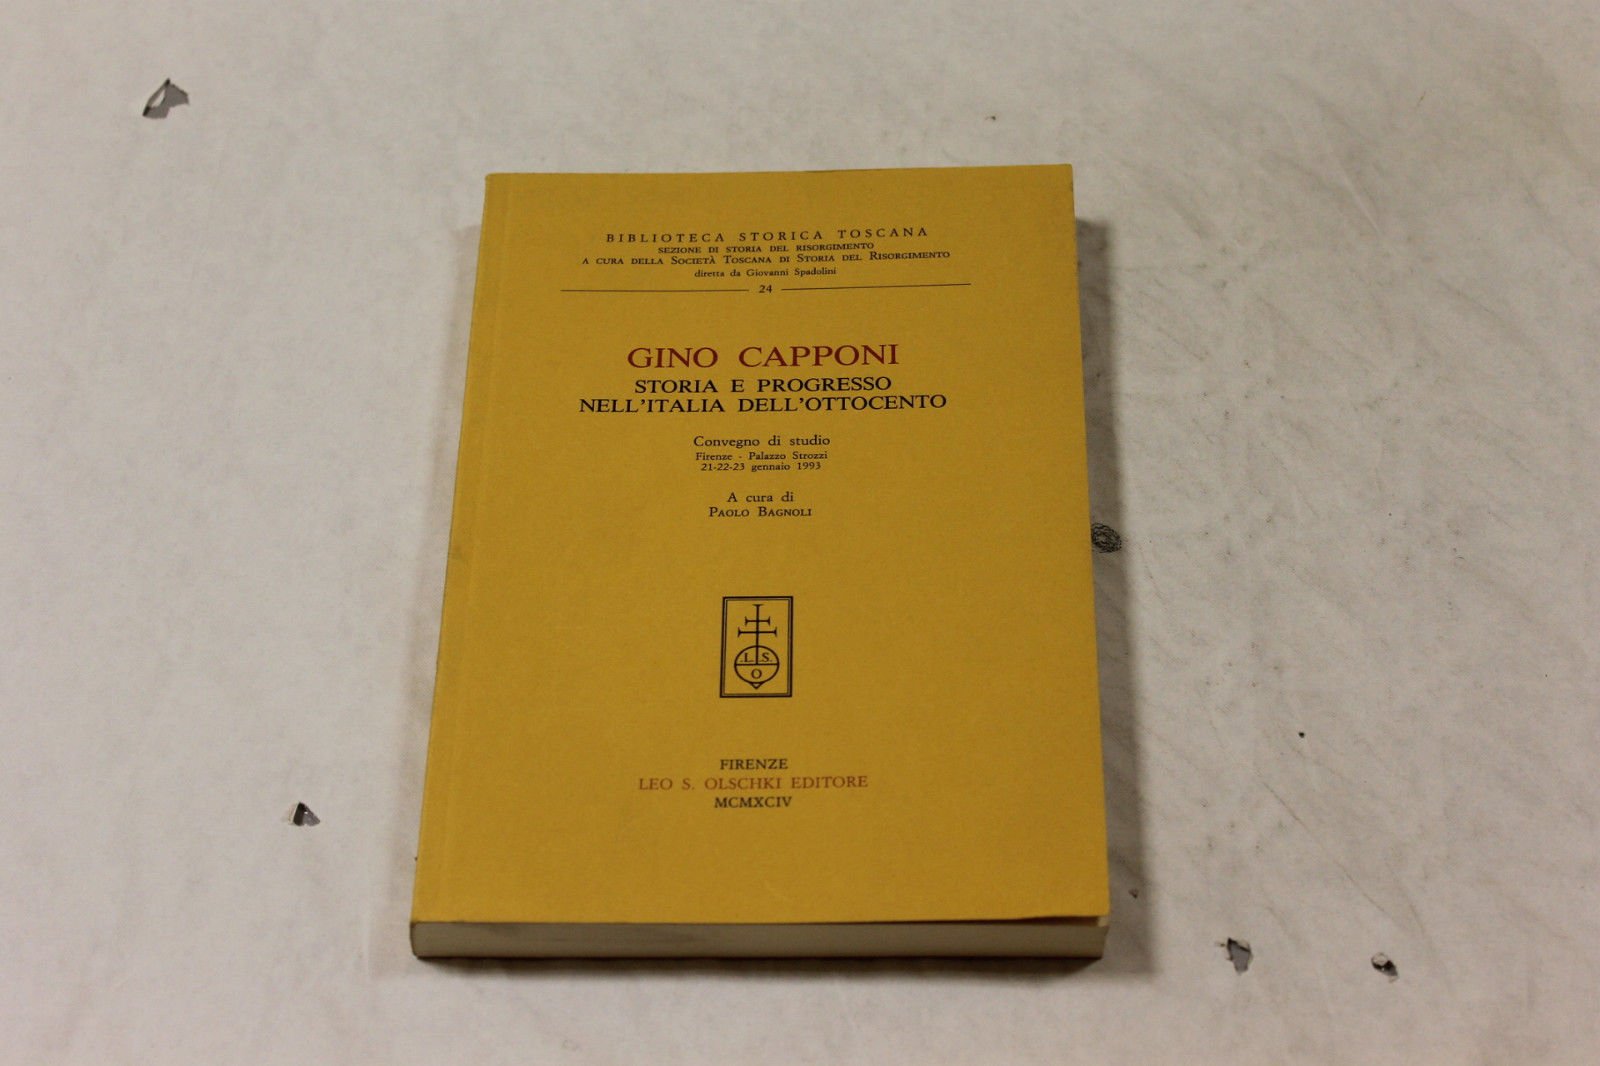 BIBLIOTECA STORICA TOSCANA
SEZIONE DI STORIA DEL RISORGIMENTO
A CURA DELLA SOCIETÀ TOSCANA DI STORIA DEL RISORGIMENTO
diretta da Giovanni Spadolini
24
GINO CAPPONI
STORIA E PROGRESSO
NELL'ITALIA DELL'OTTOCENTO
Convegno di studio
Firenze - Palazzo Strozzi
21-22-23 gennaio 1993
A cura di
PAOLO BAGNOLI
L. S.
O
FIRENZE
LEO S. OLSCHKI EDITORE
MCMXCIV